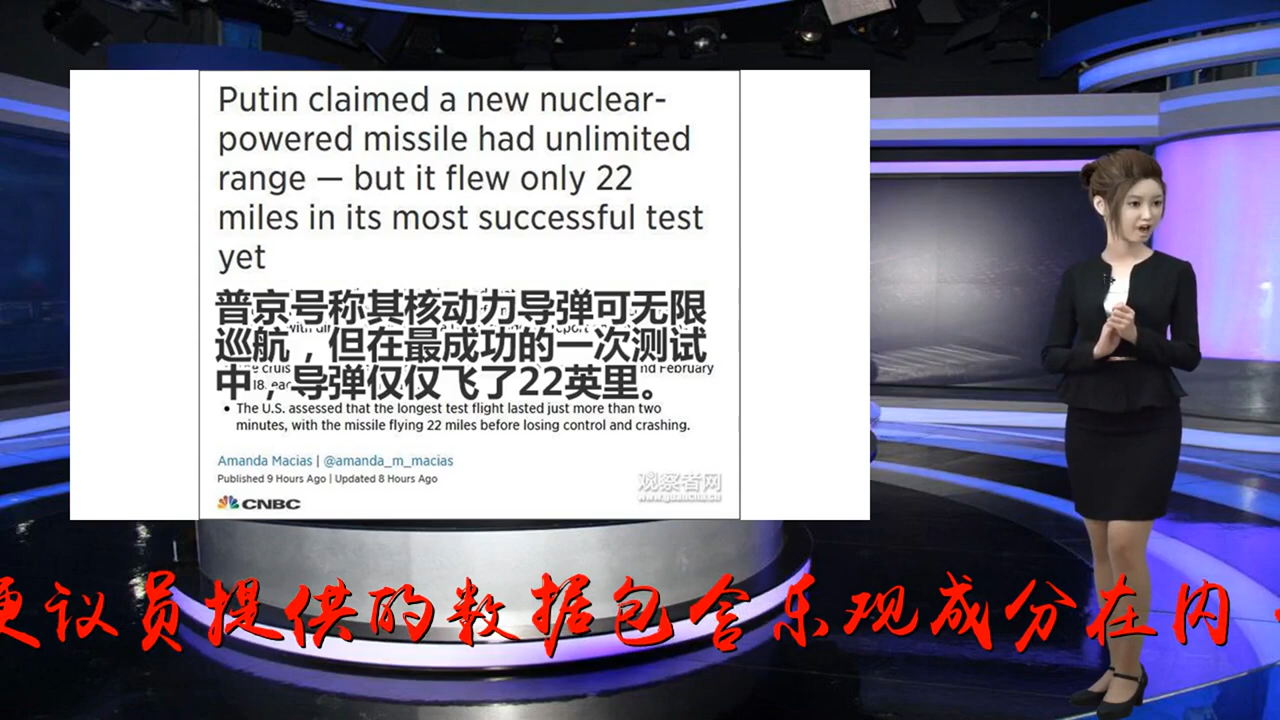 Putin claimed a new nuclear-
powered missile had unlimited
range — but it flew only 22
miles in its most successful test
yet
普京号称其核动力导弹可无限
巡航，但在最成功的一次测试
中，导弹仅仅飞了22英里。
• The U.S. assessed that the longest test flight lasted just more than two
minutes, with the missile flying 22 miles before losing control and crashing.
Amanda Macias | @amanda_m_macias
Published 9 Hours Ago | Updated 8 Hours Ago
观察者网
www.guancha.cn
CNBC
议员提供的数据包含乐观成分在内